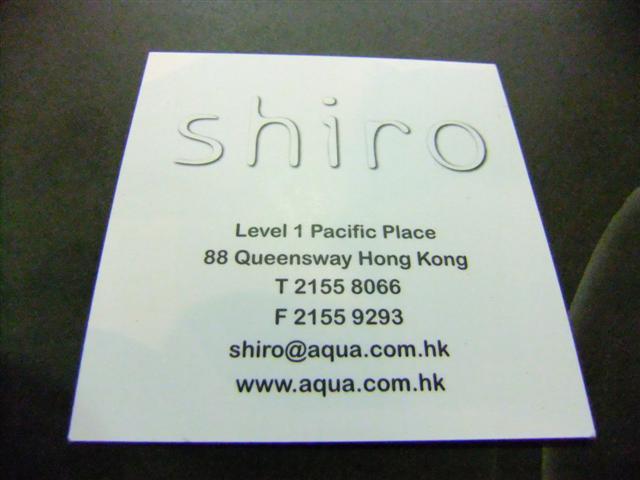 shiro
Level 1 Pacific Place
88 Queensway Hong Kong
T 2155 8066
F 2155 9293
shiro@aqua.com.hk
www.aqua.com.hk